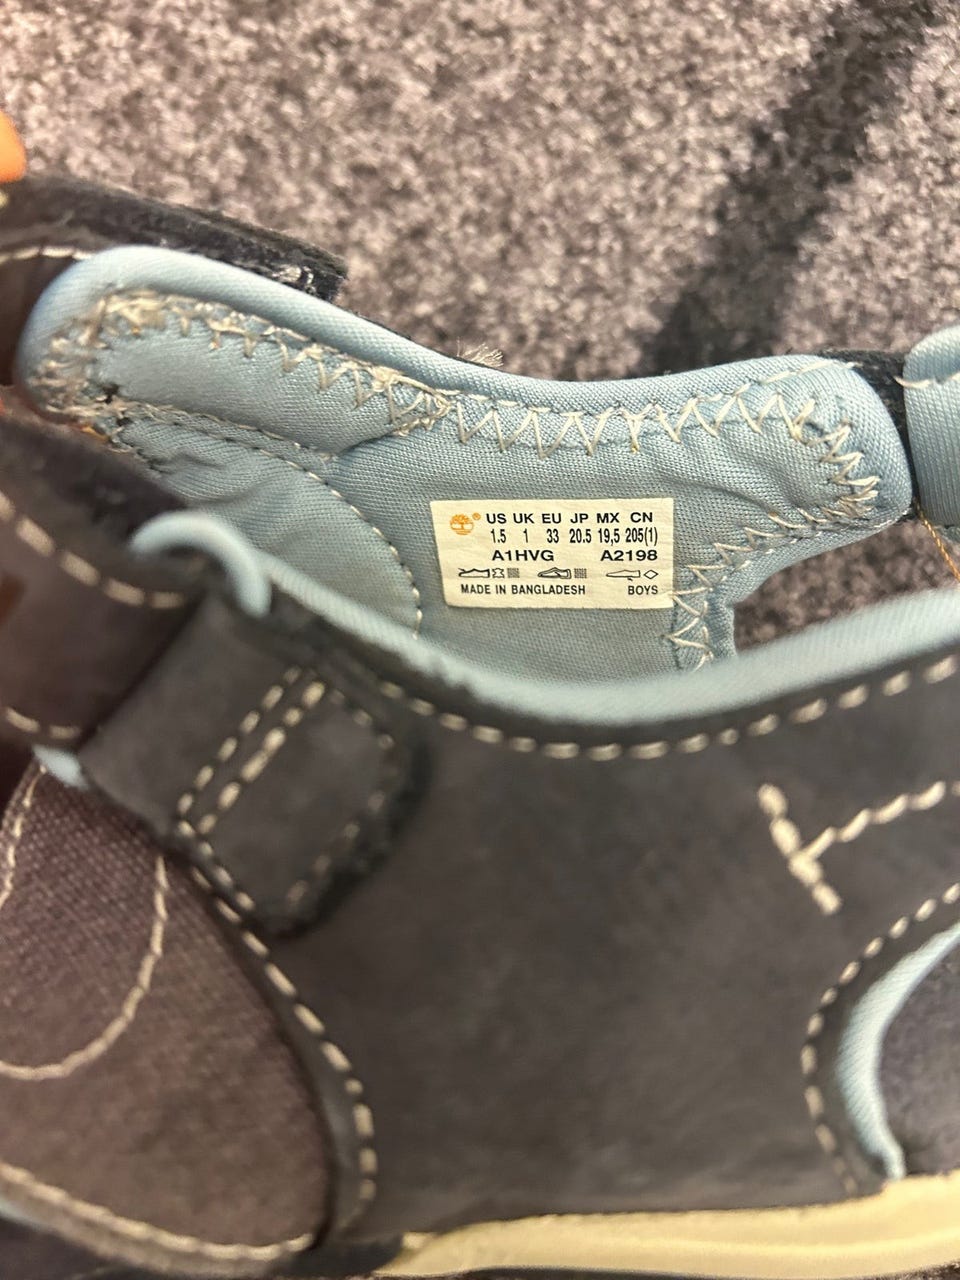 US UK EU JP MX CN
1.5 1 33 20.5 19,5 205(1)
A1HVG A2198
MADE IN BANGLADESH BOYS